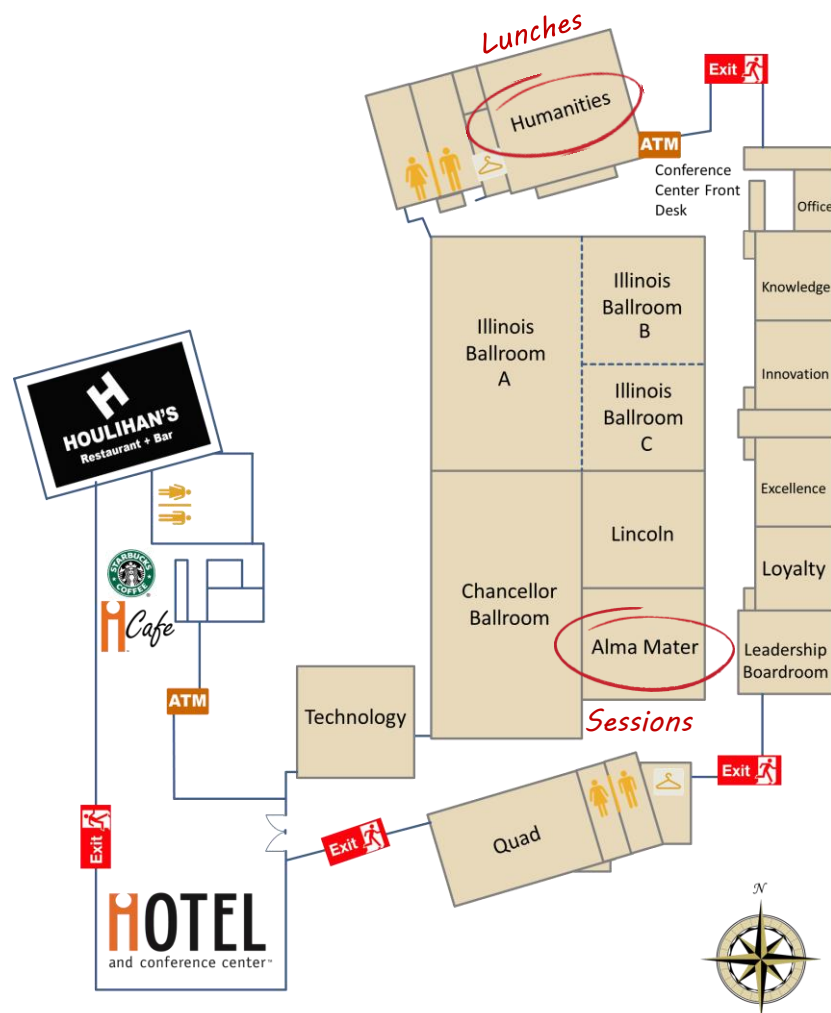 Lunches
Humanities
Exit
ATM
Conference
Center Front
Desk
Office
Knowledge
Illinois
Ballroom
A
Illinois
Ballroom
B
Innovation
Illinois
Ballroom
C
H
HOULIHAN'S
Restaurant + Bar
Excellence
Lincoln
Loyalty
STARBUCKS
COFFEE
Cafe
Chancellor
Ballroom
Alma Mater
Leadership
Boardroom
Sessions
ATM
Technology
Exit
Exit
Exit
Quad
HOTEL
and conference center
N